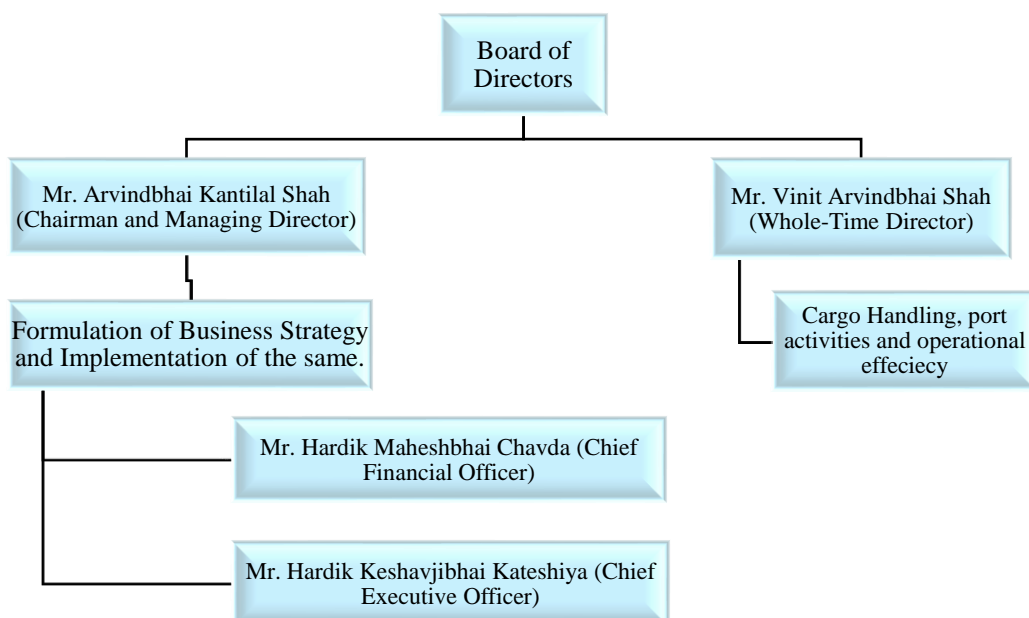 Board of
Directors
Mr. Arvindbhai Kantilal Shah
(Chairman and Managing Director)
Mr. Vinit Arvindbhai Shah
(Whole-Time Director)
Formulation of Business Strategy
and Implementation of the same.
Cargo Handling, port
activities and operational
effeciecy
Mr. Hardik Maheshbhai Chavda (Chief
Financial Officer)
Mr. Hardik Keshavjibhai Kateshiya (Chief
Executive Officer)